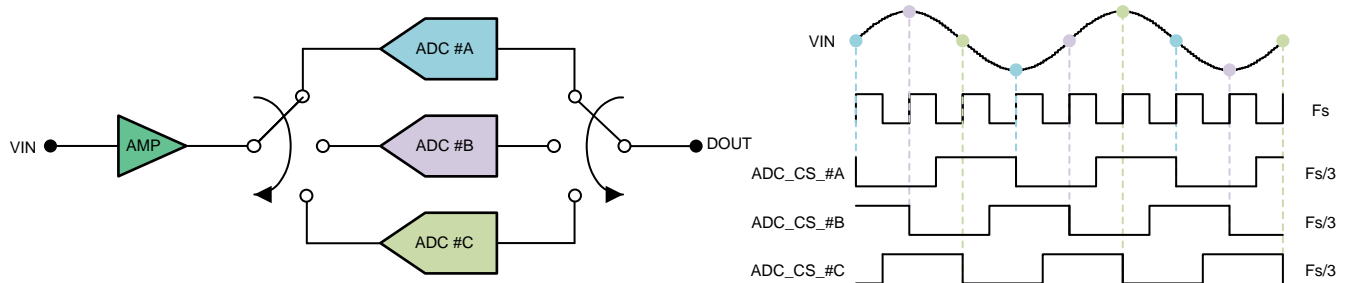 VIN
AMP
ADC #A
ADC #B
ADC #C
DOUT
VIN
Fs
ADC_CS_#A
Fs/3
ADC_CS_#B
Fs/3
ADC_CS_#C
Fs/3